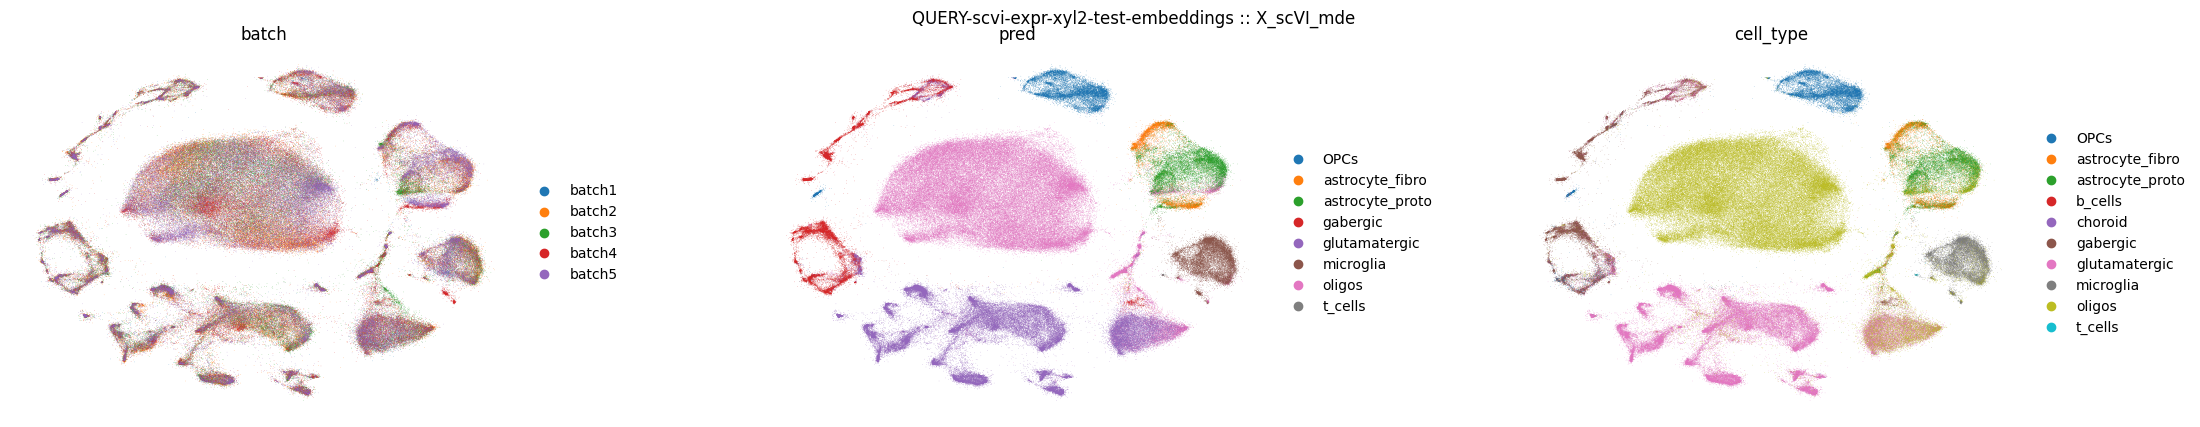 QUERY-scvi-expr-xyl2-test-embeddings :: X_scVI_mde
batch
batch1
batch2
batch3
batch4
batch5
pred
OPCs
astrocyte_fibro
astrocyte_proto
gabergic
glutamatergic
microglia
oligos
t_cells
cell_type
OPCs
astrocyte_fibro
astrocyte_proto
b_cells
choroid
gabergic
glutamatergic
microglia
oligos
t_cells